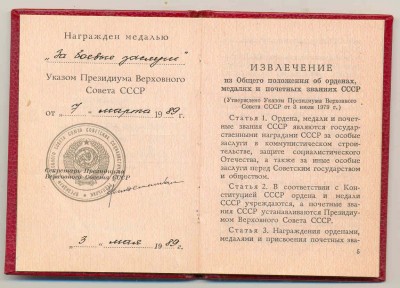 Награжден медалью
„За боевые заслуги“
Указом Президиума Верховного
Совета СССР
от „7“ марта 1989 г.
Секретарь Президиума
Верховного Совета СССР
„3“ мая 1989 г.
ИЗВЛЕЧЕНИЕ
из Общего положения об орденах,
медалях и почетных званиях СССР
(Утверждено Указом Президиума Верховного
Совета СССР от 3 июля 1979 г.)
Статья 1. Ордена, медали и почет-
ные звания СССР являются государ-
ственными наградами СССР за особые
заслуги в коммунистическом строи-
тельстве, защите социалистического
Отечества, а также за иные особые
заслуги перед Советским государством
и обществом.
Статья 2. В соответствии с Кон-
ституцией СССР ордена и медали
СССР учреждаются, а почетные зва-
ния СССР устанавливаются Президиу-
мом Верховного Совета СССР.
Статья 3. Награждения орденами,
медалями и присвоения почетных зва-